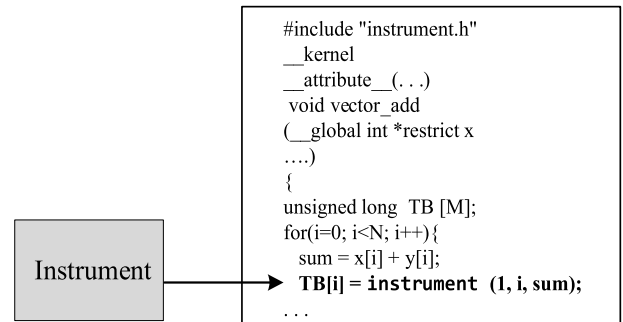 #include "instrument.h"
__kernel
__attribute__(. . .)
void vector_add
(__global int *restrict x
….)
{
unsigned long TB [M];
for(i=0; i<N; i++){
sum = x[i] + y[i];
TB[i] = instrument (1, i, sum);
. . .
Instrument